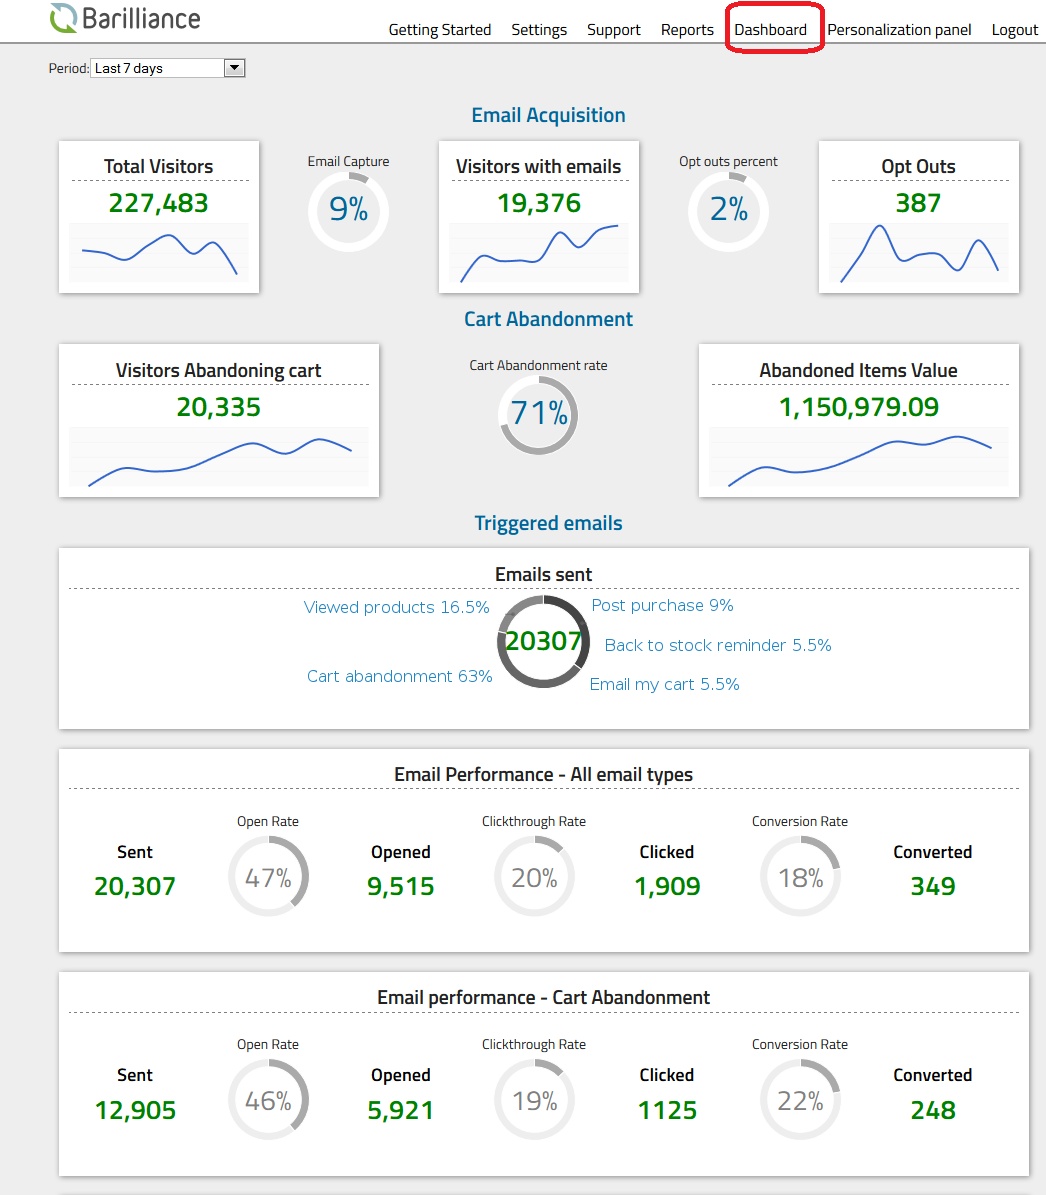 Barilliance
Getting Started Settings Support Reports Dashboard Personalization panel Logout
Period: Last 7 days
Email Acquisition
Total Visitors
227,483
Email Capture
9%
Visitors with emails
19,376
Opt outs percent
2%
Opt Outs
387
Cart Abandonment
Visitors Abandoning cart
20,335
Cart Abandonment rate
71%
Abandoned Items Value
1,150,979.09
Triggered emails
Emails sent
Viewed products 16.5%
Post purchase 9%
20307
Back to stock reminder 5.5%
Cart abandonment 63%
Email my cart 5.5%
Email Performance - All email types
Sent
20,307
Open Rate
47%
Opened
9,515
Clickthrough Rate
20%
Clicked
1,909
Conversion Rate
18%
Converted
349
Email performance - Cart Abandonment
Sent
12,905
Open Rate
46%
Opened
5,921
Clickthrough Rate
19%
Clicked
1125
Conversion Rate
22%
Converted
248